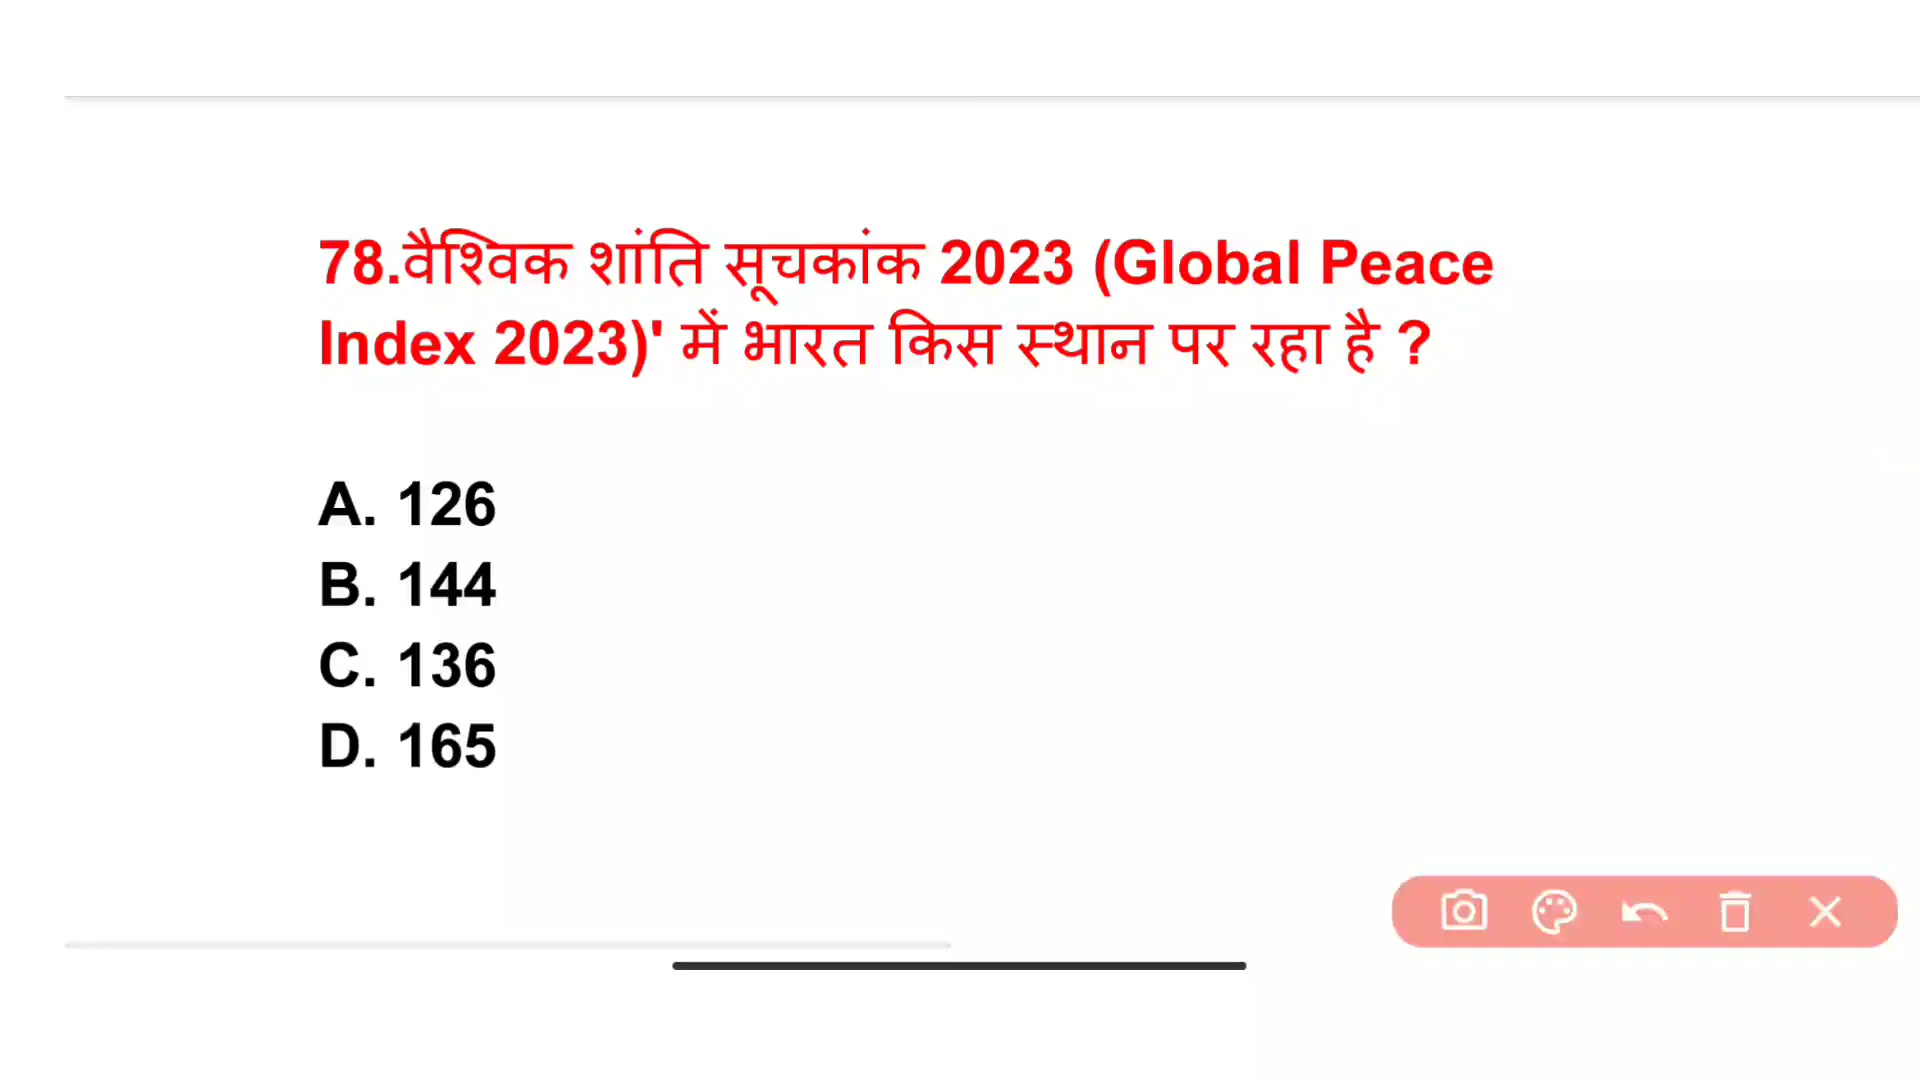 78.वैश्विक शांति सूचकांक 2023 (Global Peace
Index 2023)' में भारत किस स्थान पर रहा है ?
A. 126
B. 144
C. 136
D. 165